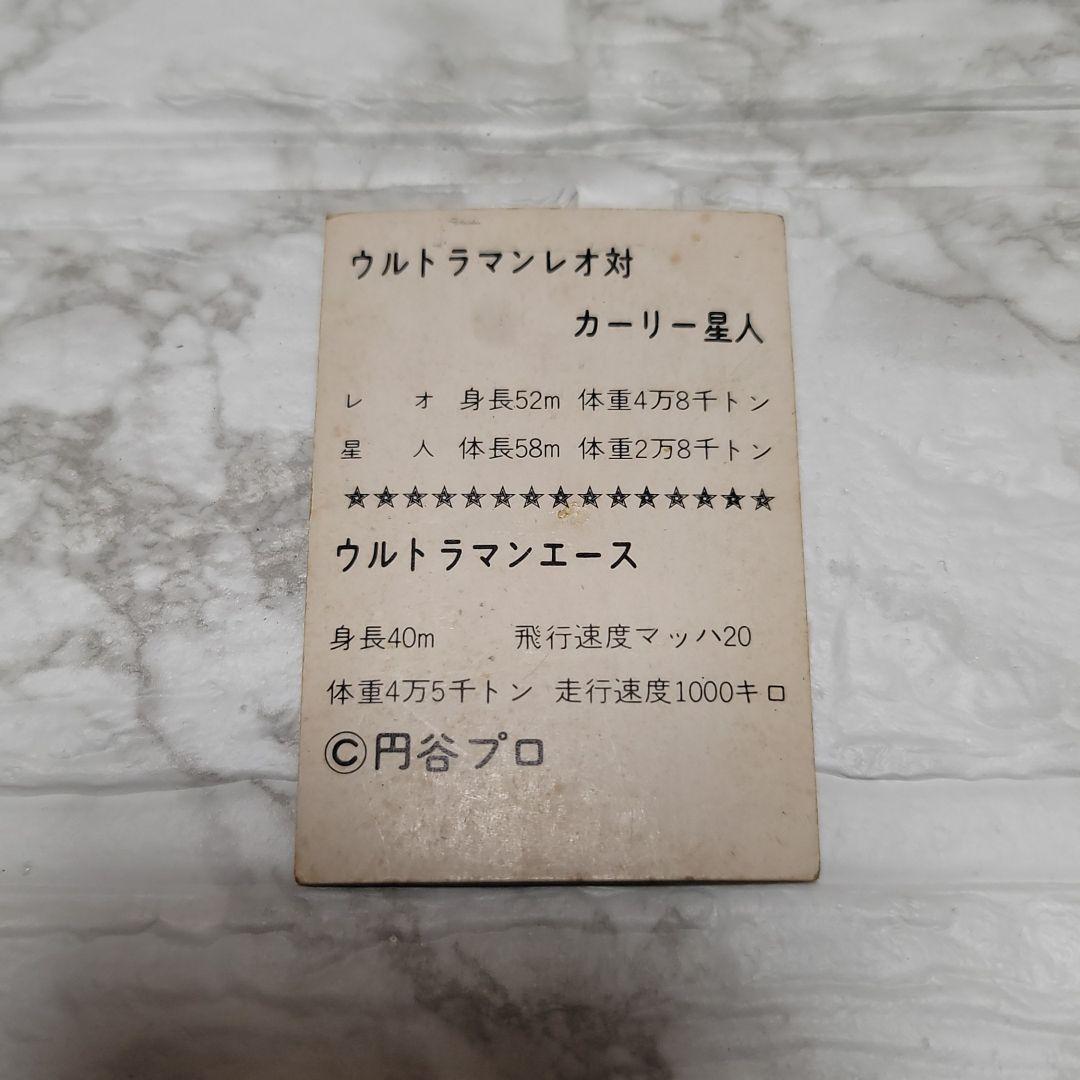 ウルトラマンレオ対
カーリー星人
レオ 身長52m 体重4万8千トン
星人 体長58m 体重2万8千トン
☆☆☆☆☆☆☆☆☆☆☆☆☆☆☆
ウルトラマンエース
身長40m 飛行速度マッハ20
体重4万5千トン 走行速度1000キロ
©円谷プロ